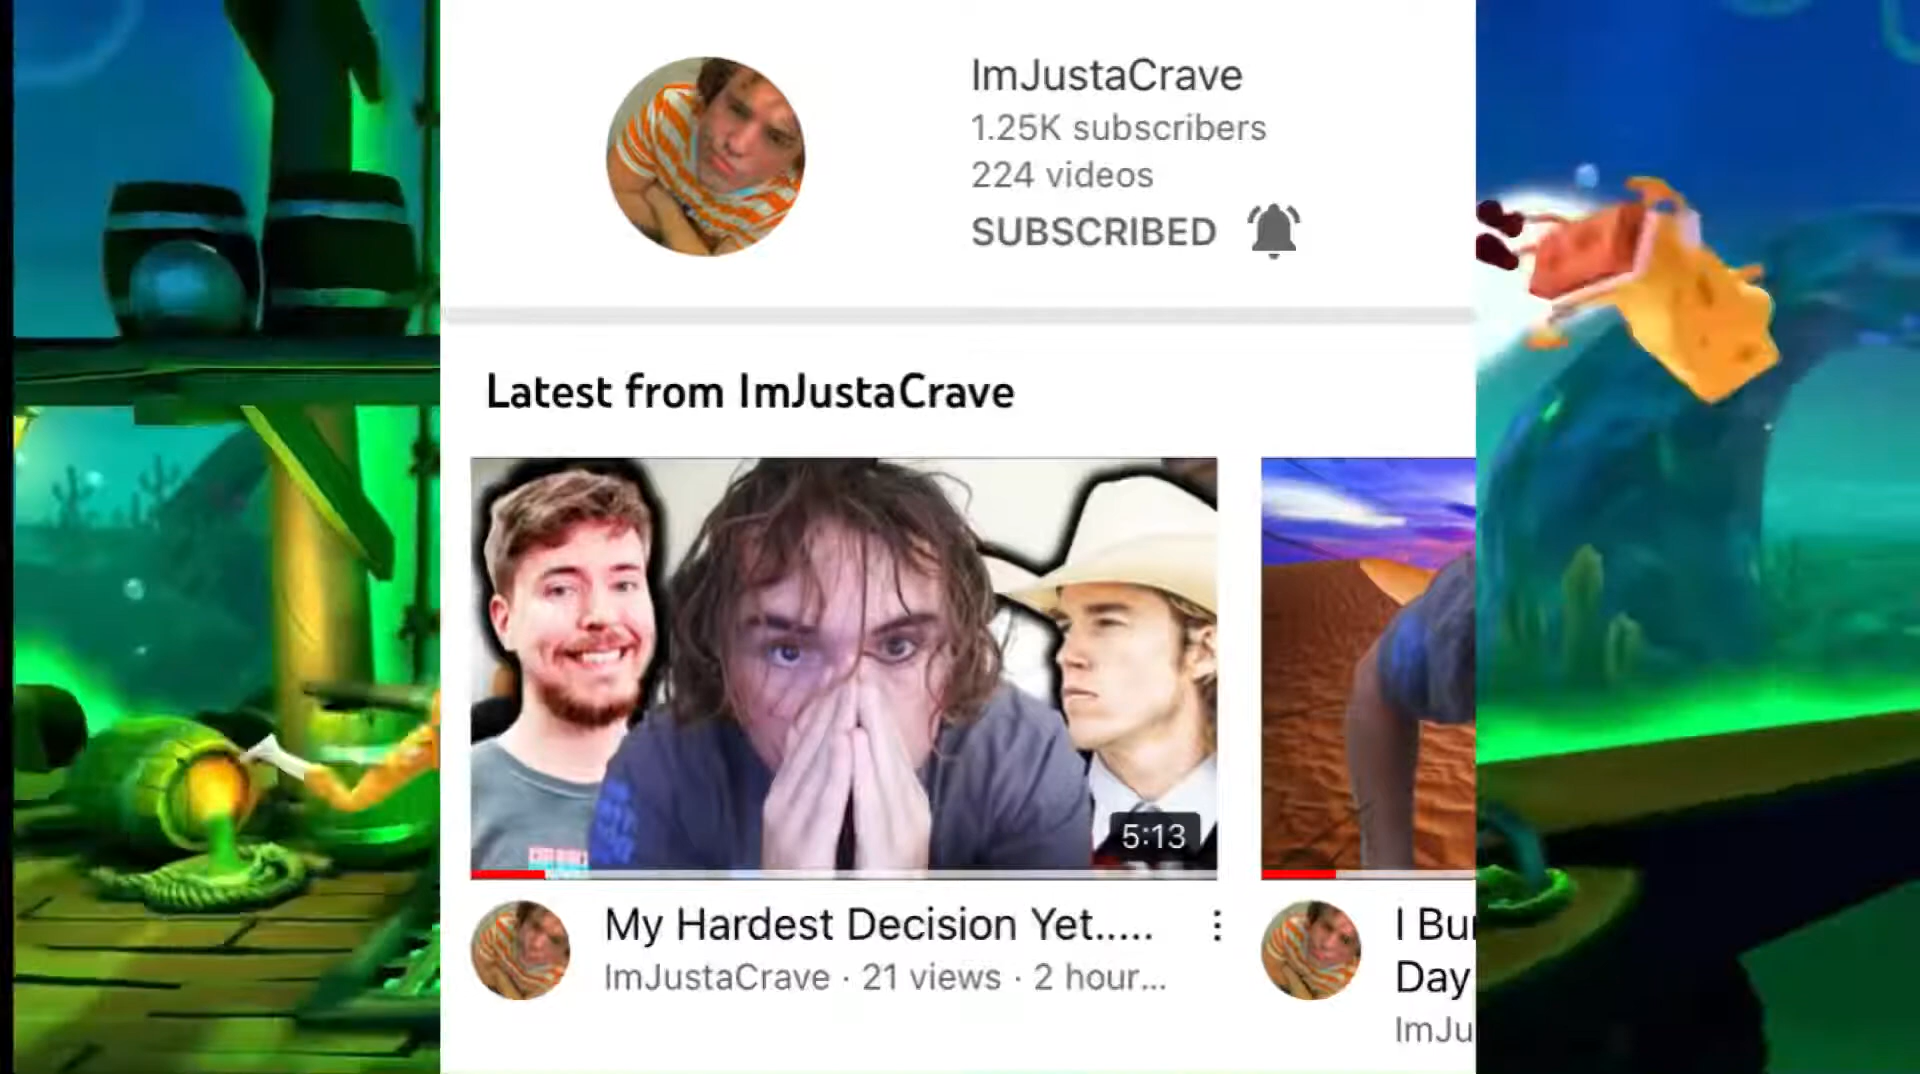 ImJustaCrave
1.25K subscribers
224 videos
SUBSCRIBED
Latest from ImJustaCrave
5:13
My Hardest Decision Yet.....
ImJustaCrave · 21 views · 2 hour...
I Bu
Day
ImJu